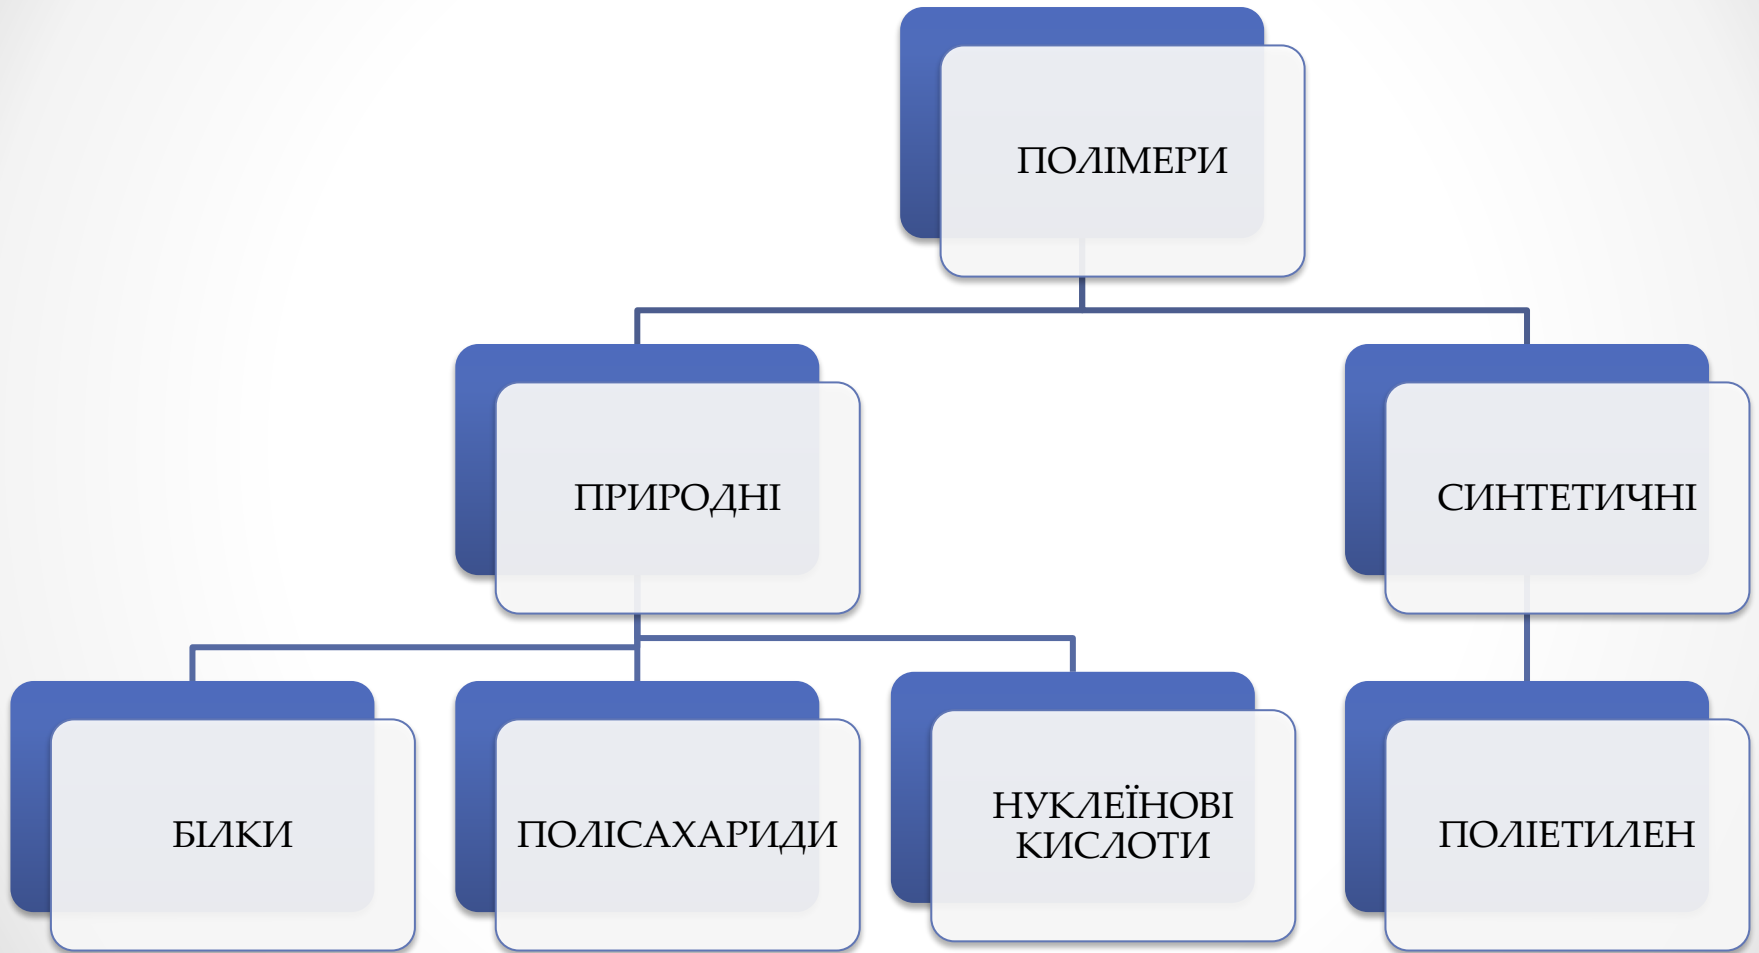 ПОЛІМЕРИ
ПРИРОДНІ
СИНТЕТИЧНІ
БІЛКИ
ПОЛІСАХАРИДИ
НУКЛЕЇНОВІ
КИСЛОТИ
ПОЛІЕТИЛЕН